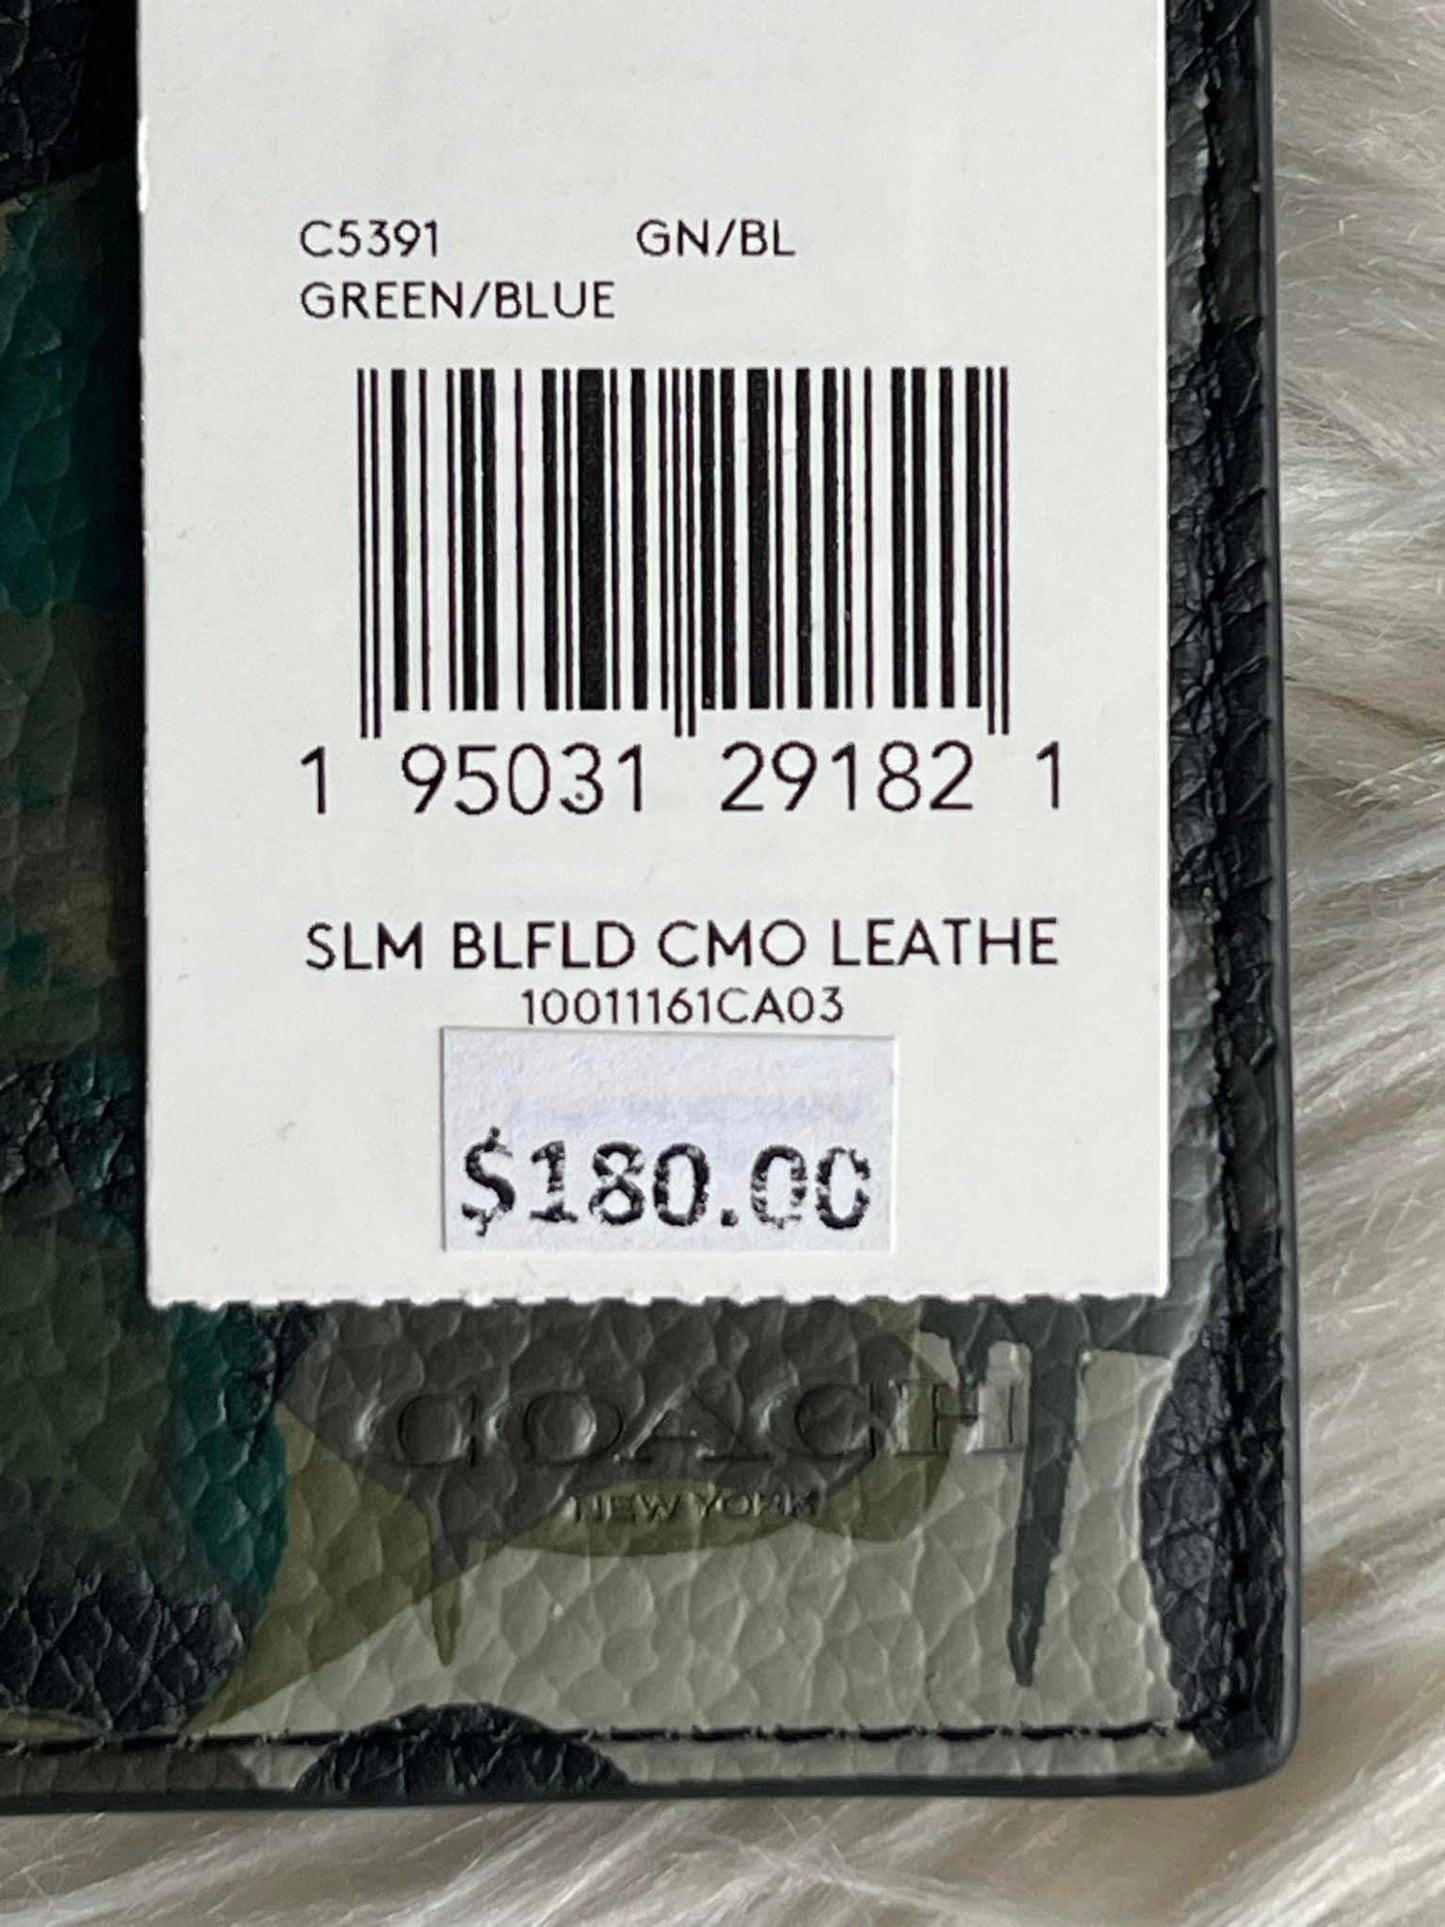 C5391 GN/BL
GREEN/BLUE
1 95031 29182 1
SLM BLFLD CMO LEATHE
10011161CA03
$180.00
COACH
NEW YORK